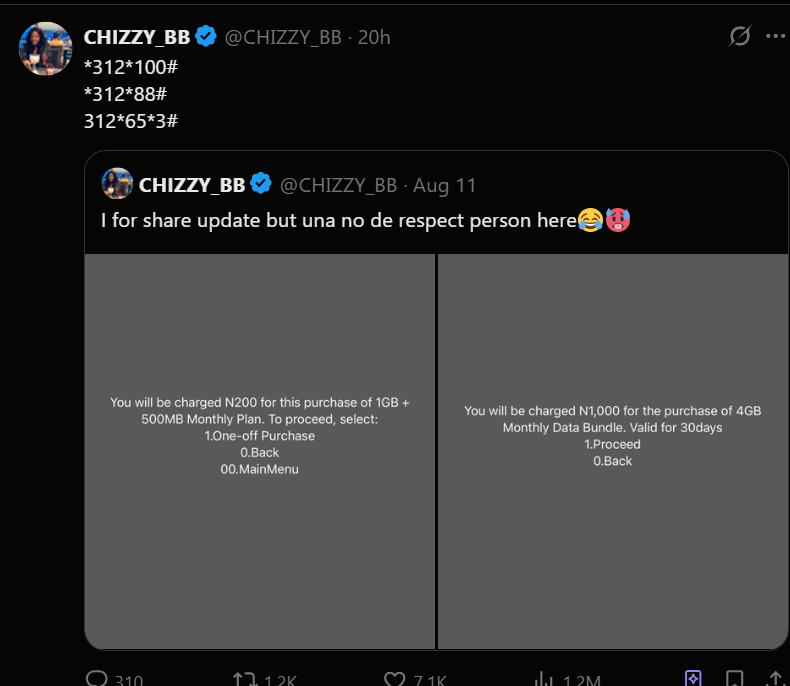 CHIZZY_BB @CHIZZY_BB · 20h
*312*100#
*312*88#
312*65*3#
CHIZZY_BB @CHIZZY_BB · Aug 11
I for share update but una no de respect person here😂🥵
You will be charged N200 for this purchase of 1GB +
500MB Monthly Plan. To proceed, select:
1.One-off Purchase
0.Back
00.MainMenu
You will be charged N1,000 for the purchase of 4GB
Monthly Data Bundle. Valid for 30days
1.Proceed
0.Back
310 1.2K 7.1K 1.2M